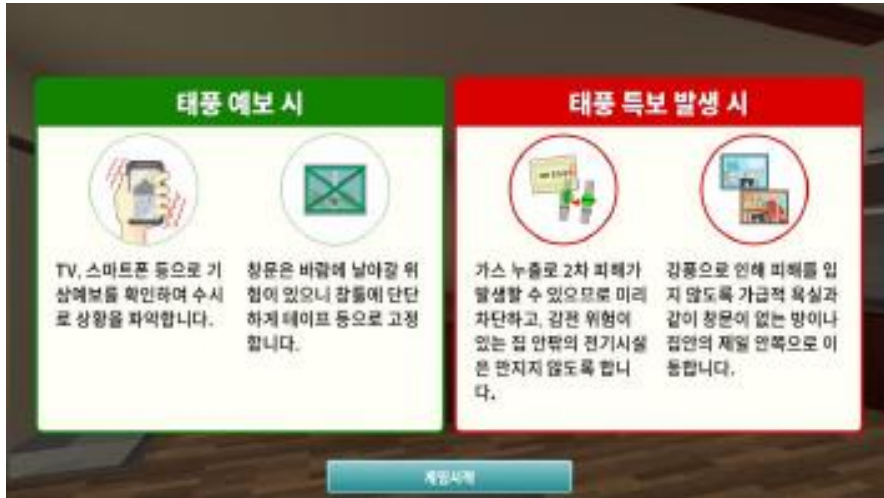 태풍 예보 시
TV, 스마트폰 등으로 기
상예보를 확인하며 수시
로 상황을 파악합니다.
창문은 바람에 날아갈 위
험이 있으니 창틀에 단단
하게 테이프 등으로 고정
합니다.
태풍 특보 발생 시
가스 누출로 2차 피해가
발생할 수 있으므로 미리
차단하고, 감전 위험이
있는 집 안팎의 전기시설
은 만지지 않도록 합니
다.
강풍으로 인해 피해를 입
지 않도록 가급적 욕실과
같이 창문이 없는 방이나
집안의 제일 안쪽으로 이
동합니다.
게임시작